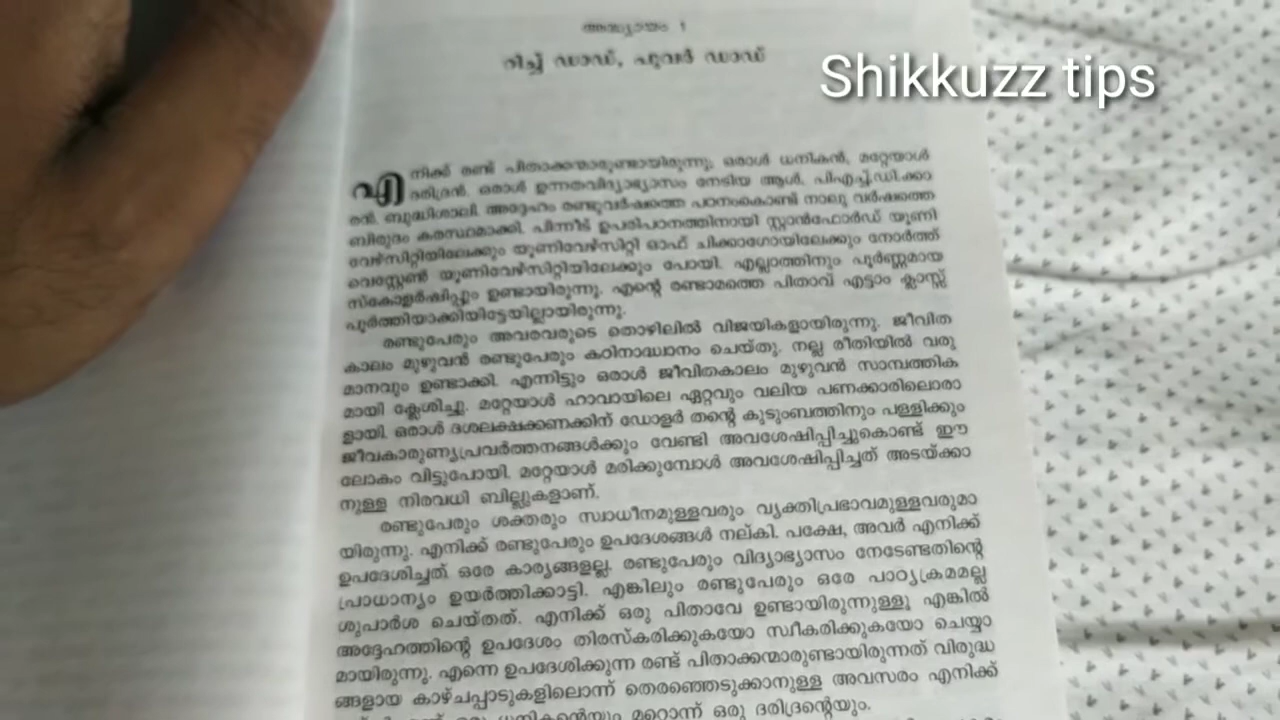 അദ്ധ്യായം 1
റിച്ച് ഡാഡ്, പുവർ ഡാഡ്
Shikkuzz tips
എനിക്ക് രണ്ട് പിതാക്കന്മാരുണ്ടായിരുന്നു, ഒരാൾ ധനികൻ, മറ്റേയാൾ
ദരിദ്രൻ. ഒരാൾ ഉന്നതവിദ്യാഭ്യാസം നേടിയ ആൾ. പിഎച്ച്.ഡി.ക്കാ
രൻ. ബുദ്ധിശാലി. അദ്ദേഹം രണ്ടുവർഷത്തെ പഠനംകൊണ്ട് നാലു വർഷത്തെ
ബിരുദം കരസ്ഥമാക്കി. പിന്നീട് ഉപരിപഠനത്തിനായി സ്റ്റാൻഫോർഡ് യൂണി
വേഴ്സിറ്റിയിലേക്കും യൂണിവേഴ്സിറ്റി ഓഫ് ചിക്കാഗോയിലേക്കും നോർത്ത്
വെസ്റ്റേൺ യൂണിവേഴ്സിറ്റിയിലേക്കും പോയി. എല്ലാത്തിനും പൂർണ്ണമായ
സ്കോളർഷിപ്പും ഉണ്ടായിരുന്നു. എന്റെ രണ്ടാമത്തെ പിതാവ് എട്ടാം ക്ലാസ്സ്
പൂർത്തിയാക്കിയിട്ടേയില്ലായിരുന്നു.
രണ്ടുപേരും അവരവരുടെ തൊഴിലിൽ വിജയികളായിരുന്നു. ജീവിത
കാലം മുഴുവൻ രണ്ടുപേരും കഠിനാദ്ധ്വാനം ചെയ്തു. നല്ല രീതിയിൽ വരു
മാനവും ഉണ്ടാക്കി. എന്നിട്ടും ഒരാൾ ജീവിതകാലം മുഴുവൻ സാമ്പത്തിക
മായി ക്ലേശിച്ചു. മറ്റേയാൾ ഹാവായിലെ ഏറ്റവും വലിയ പണക്കാരിലൊരാ
ളായി. ഒരാൾ ദശലക്ഷക്കണക്കിന് ഡോളർ തന്റെ കുടുംബത്തിനും പള്ളിക്കും
ജീവകാരുണ്യപ്രവർത്തനങ്ങൾക്കും വേണ്ടി അവശേഷിപ്പിച്ചുകൊണ്ട് ഈ
ലോകം വിട്ടുപോയി. മറ്റേയാൾ മരിക്കുമ്പോൾ അവശേഷിപ്പിച്ചത് അടയ്ക്കാ
നുള്ള നിരവധി ബില്ലുകളാണ്.
രണ്ടുപേരും ശക്തരും സ്വാധീനമുള്ളവരും വ്യക്തിപ്രഭാവമുള്ളവരുമാ
യിരുന്നു. എനിക്ക് രണ്ടുപേരും ഉപദേശങ്ങൾ നല്കി. പക്ഷേ, അവർ എനിക്ക്
ഉപദേശിച്ചത് ഒരേ കാര്യങ്ങളല്ല. രണ്ടുപേരും വിദ്യാഭ്യാസം നേടേണ്ടതിന്റെ
പ്രാധാന്യം ഉയർത്തിക്കാട്ടി. എങ്കിലും രണ്ടുപേരും ഒരേ പാഠ്യക്രമമല്ല
ശുപാർശ ചെയ്തത്. എനിക്ക് ഒരു പിതാവേ ഉണ്ടായിരുന്നുള്ളൂ എങ്കിൽ
അദ്ദേഹത്തിന്റെ ഉപദേശം തിരസ്കരിക്കുകയോ സ്വീകരിക്കുകയോ ചെയ്യാ
മായിരുന്നു. എന്നെ ഉപദേശിക്കുന്ന രണ്ട് പിതാക്കന്മാരുണ്ടായിരുന്നത് വിരുദ്ധ
ങ്ങളായ കാഴ്ചപ്പാടുകളിലൊന്ന് തെരഞ്ഞെടുക്കാനുള്ള അവസരം എനിക്ക്
ഒരു ധനികന്റെയും മറ്റൊന്ന് ഒരു ദരിദ്രന്റെയും.